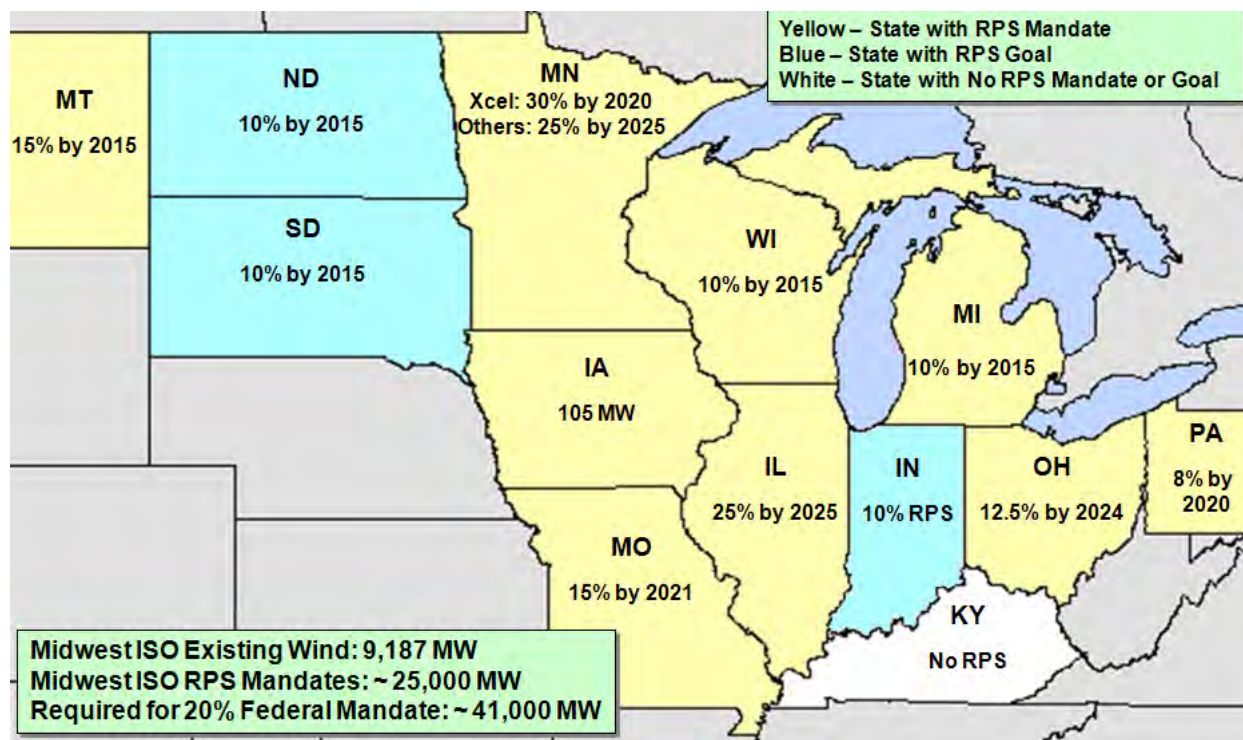 Yellow – State with RPS Mandate
Blue – State with RPS Goal
White – State with No RPS Mandate or Goal
MT
15% by 2015
ND
10% by 2015
MN
Xcel: 30% by 2020
Others: 25% by 2025
SD
10% by 2015
WI
10% by 2015
MI
10% by 2015
IA
105 MW
IL
25% by 2025
IN
10% RPS
OH
12.5% by 2024
PA
8% by
2020
MO
15% by 2021
KY
No RPS
Midwest ISO Existing Wind: 9,187 MW
Midwest ISO RPS Mandates: ~ 25,000 MW
Required for 20% Federal Mandate: ~ 41,000 MW